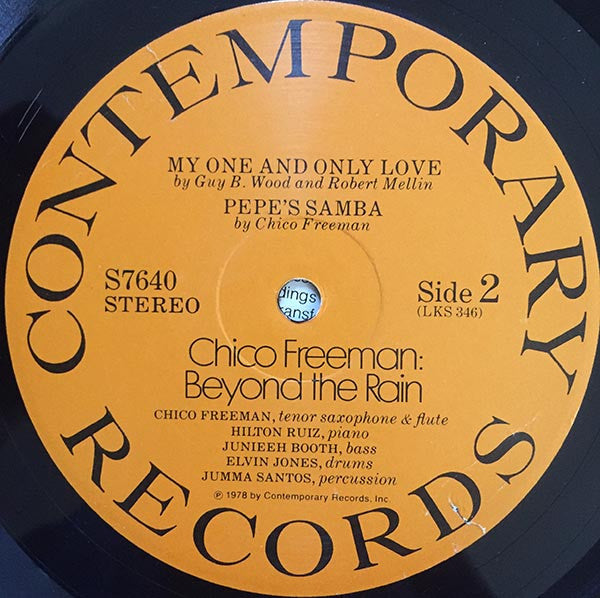 CONTEMPORARY
MY ONE AND ONLY LOVE
by Guy B. Wood and Robert Mellin
PEPE'S SAMBA
by Chico Freeman
S7640
STEREO
Side 2
(LKS 346)
dings
Chico Freeman:
Beyond the Rain
CHICO FREEMAN, tenor saxophone & flute
HILTON RUIZ, piano
JUNIEEH BOOTH, bass
ELVIN JONES, drums
JUMMA SANTOS, percussion
℗ 1978 by Contemporary Records, Inc.
RECORDS